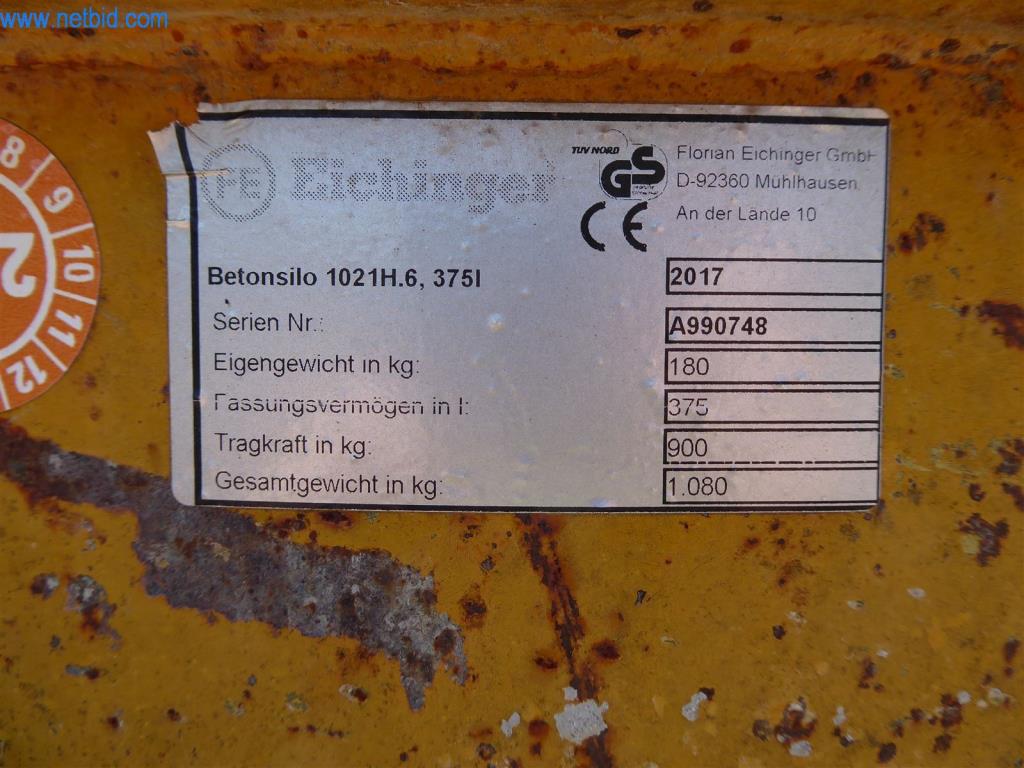 www.netbid.com
8
9
10
11
12
2
FE Eichinger
TUV NORD
GS
CE
Florian Eichinger GmbH
D-92360 Mühlhausen
An der Lände 10
Betonsilo 1021H.6, 375l 2017
Serien Nr.: A990748
Eigengewicht in kg: 180
Fassungsvermögen in l: 375
Tragkraft in kg: 900
Gesamtgewicht in kg: 1.080